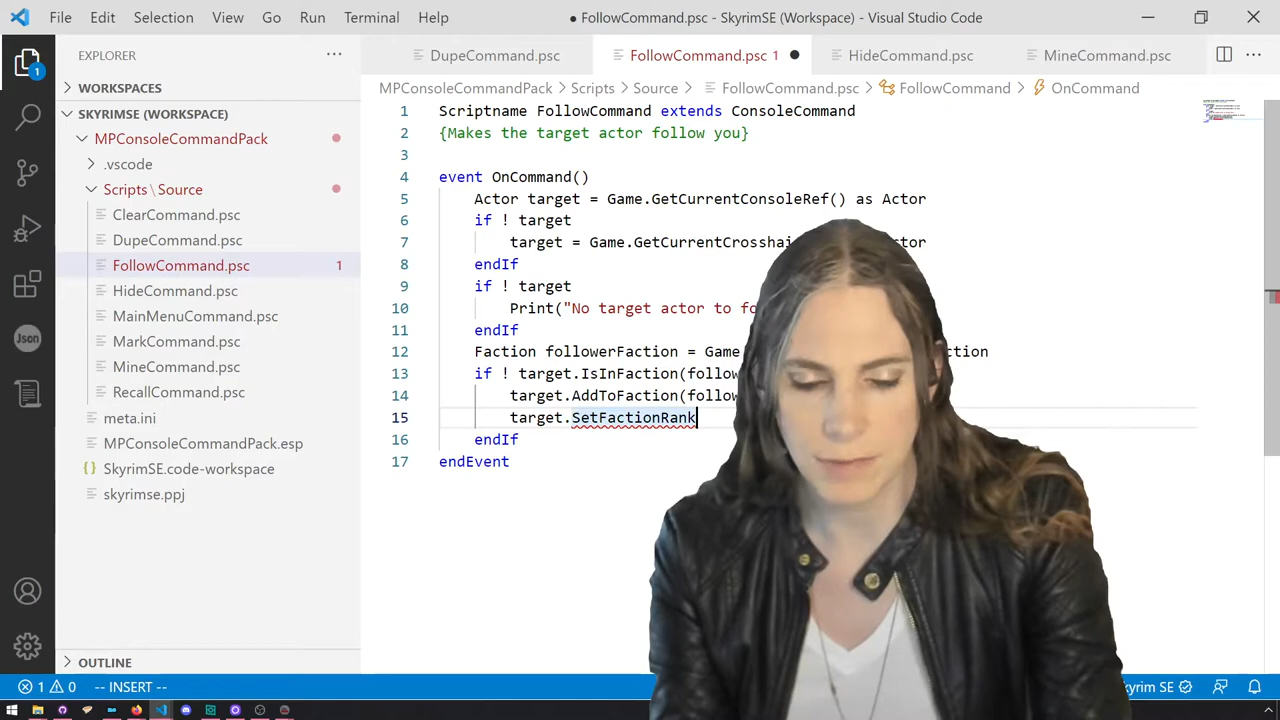 File Edit Selection View Go Run Terminal Help ● FollowCommand.psc - SkyrimSE (Workspace) - Visual Studio Code
EXPLORER ···
DupeCommand.psc FollowCommand.psc 1 ● HideCommand.psc MineCommand.psc ···
WORKSPACES
MPConsoleCommandPack > Scripts > Source > FollowCommand.psc > FollowCommand > OnCommand
SKYRIMSE (WORKSPACE)
MPConsoleCommandPack
.vscode
Scripts \ Source
ClearCommand.psc
DupeCommand.psc
FollowCommand.psc 1
HideCommand.psc
MainMenuCommand.psc
MarkCommand.psc
MineCommand.psc
RecallCommand.psc
meta.ini
MPConsoleCommandPack.esp
SkyrimSE.code-workspace
skyrimse.ppj
OUTLINE
1
Json
1 Scriptname FollowCommand extends ConsoleCommand
2 {Makes the target actor follow you}
3
4 event OnCommand()
5 Actor target = Game.GetCurrentConsoleRef() as Actor
6 if ! target
7 target = Game.GetCurrentCrossha
8 endIf
9 if ! target
10 Print("No target actor to fo
11 endIf
12 Faction followerFaction = Game
13 if ! target.IsInFaction(follow
14 target.AddToFaction(follow
15 target.SetFactionRank
16 endIf
17 endEvent
1 0 -- INSERT --